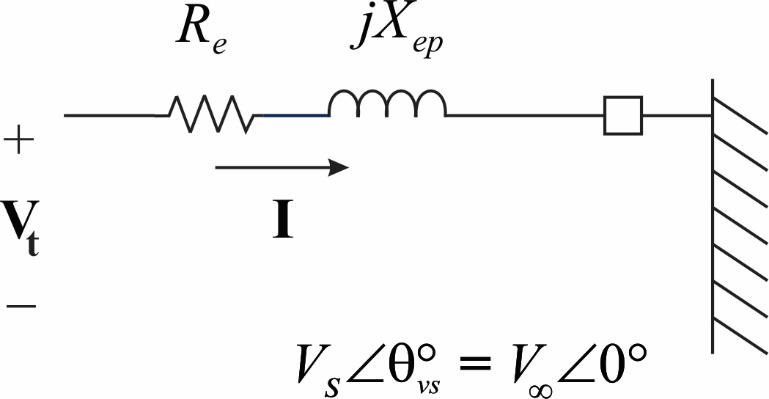 R_e jX_ep
+
V_t
I
−
V_s∠θ°_vs = V_∞∠0°